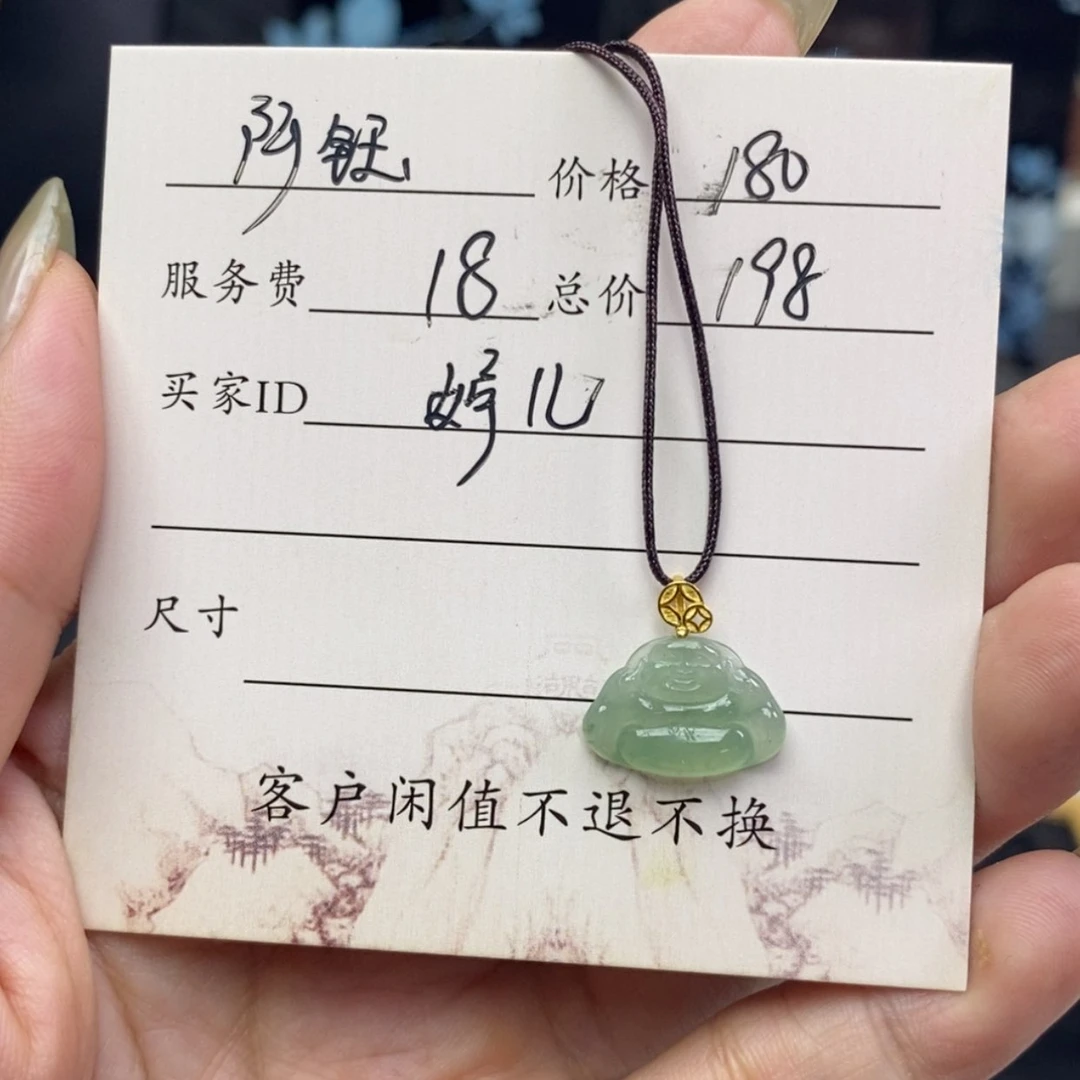 阿钰 价格 180
服务费 18 总价 198
买家ID 婷儿
尺寸
客户闲值不退不换